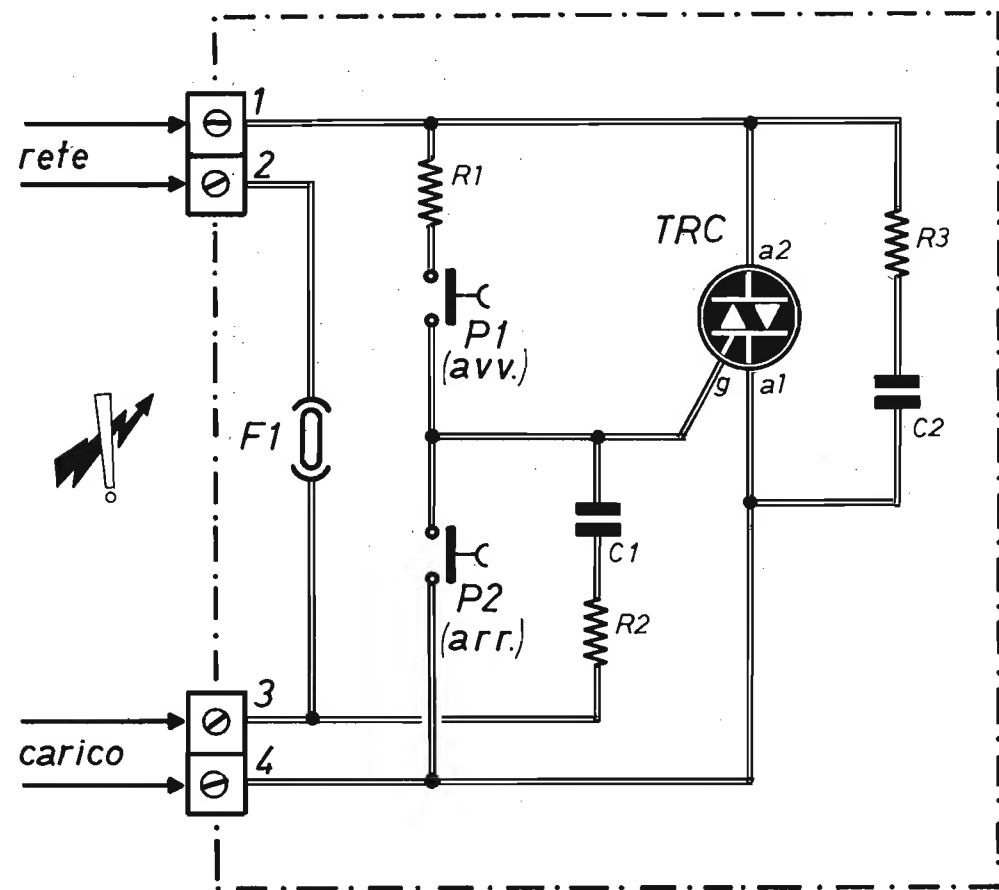 1
rete
2
R1
TRC
a2
R3
P1
(avv.)
g
a1
F1
C2
C1
P2
(arr.)
R2
3
carico
4